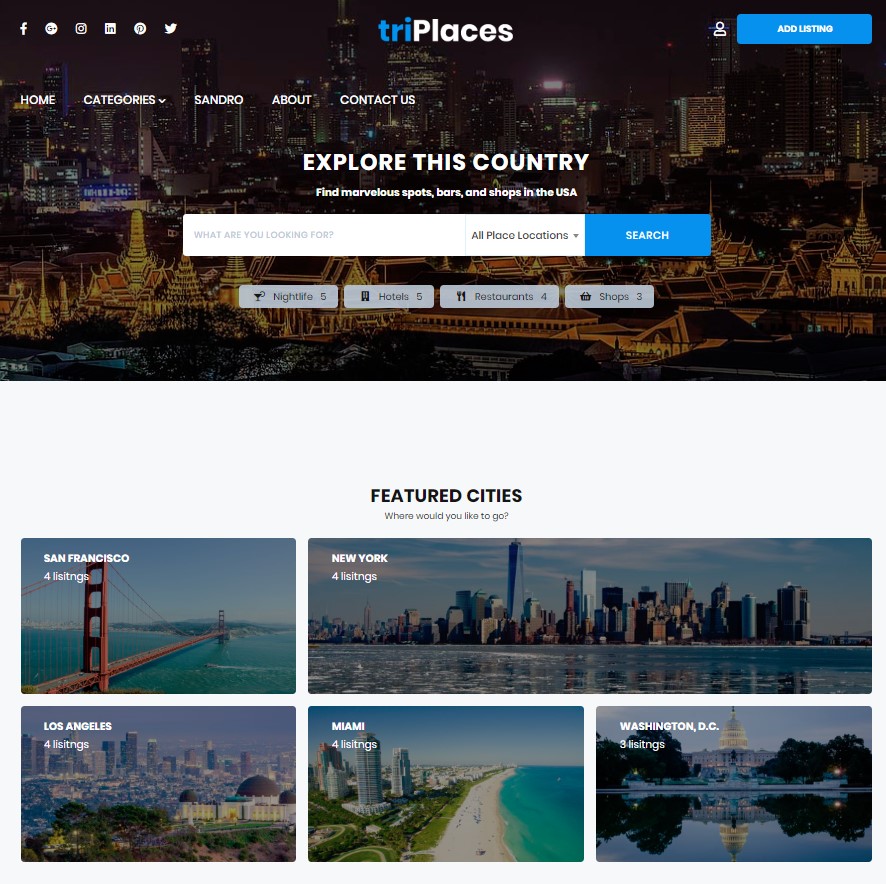 triPlaces
ADD LISTING
HOME CATEGORIES SANDRO ABOUT CONTACT US
EXPLORE THIS COUNTRY
Find marvelous spots, bars, and shops in the USA
WHAT ARE YOU LOOKING FOR? All Place Locations SEARCH
Nightlife 5 Hotels 5 Restaurants 4 Shops 3
FEATURED CITIES
Where would you like to go?
SAN FRANCISCO
4 lisitngs
NEW YORK
4 lisitngs
LOS ANGELES
4 lisitngs
MIAMI
4 lisitngs
WASHINGTON, D.C.
3 lisitngs